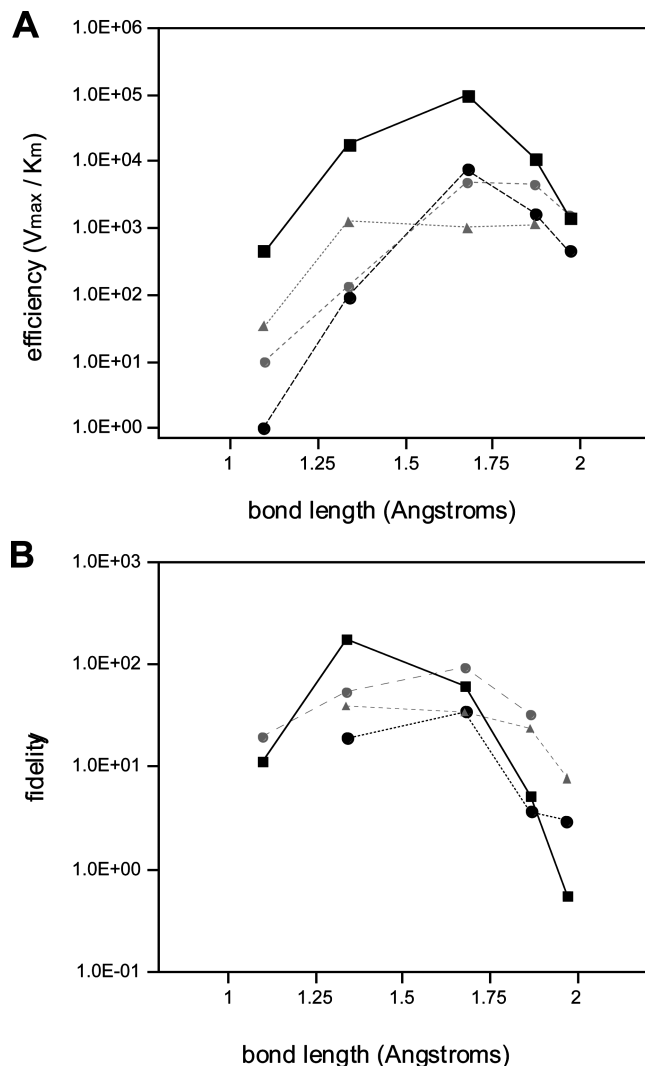 A
1.0E+06
1.0E+05
1.0E+04
1.0E+03
1.0E+02
1.0E+01
1.0E+00
efficiency (Vmax / Km)
1 1.25 1.5 1.75 2
bond length (Angstroms)
B
1.0E+03
1.0E+02
1.0E+01
1.0E+00
1.0E-01
fidelity
1 1.25 1.5 1.75 2
bond length (Angstroms)